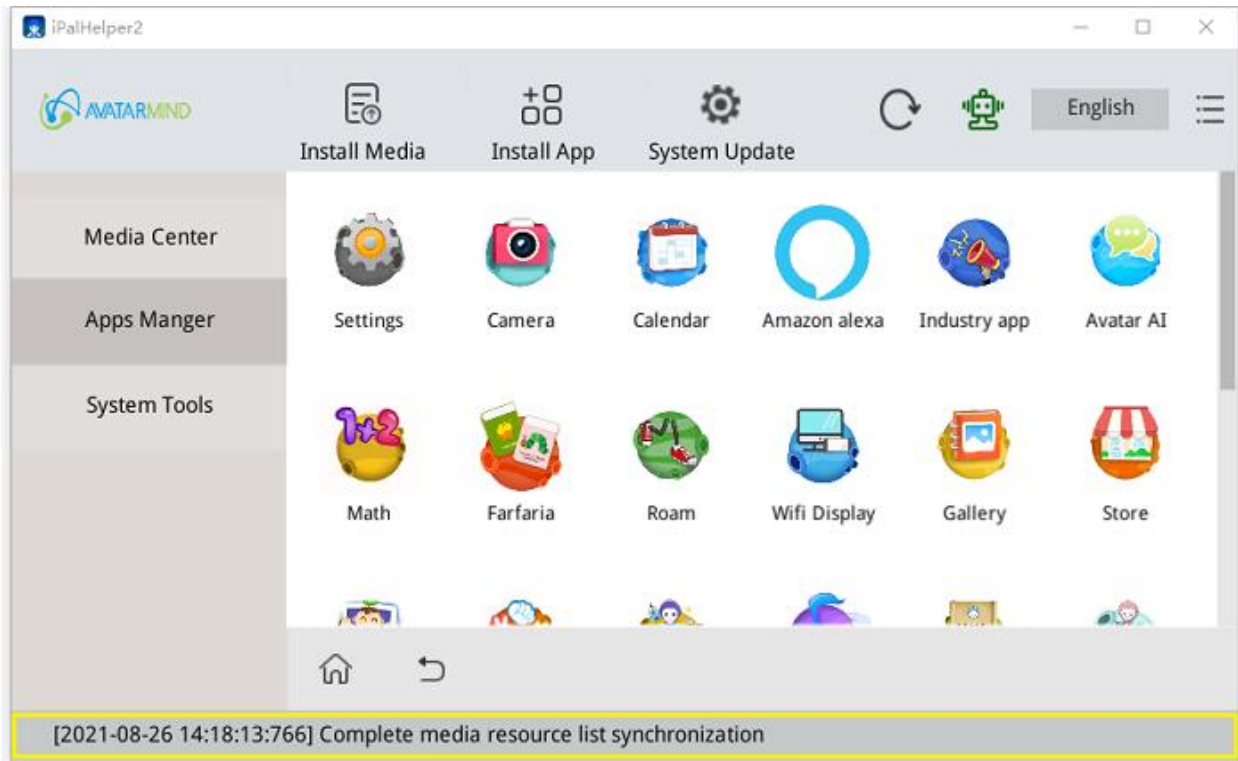 iPalHelper2
AVATARMIND
Install Media
Install App
System Update
English
Media Center
Apps Manger
System Tools
Settings
Camera
Calendar
Amazon alexa
Industry app
Avatar AI
1+2
Math
Farfaria
Roam
Wifi Display
Gallery
Store
[2021-08-26 14:18:13:766] Complete media resource list synchronization